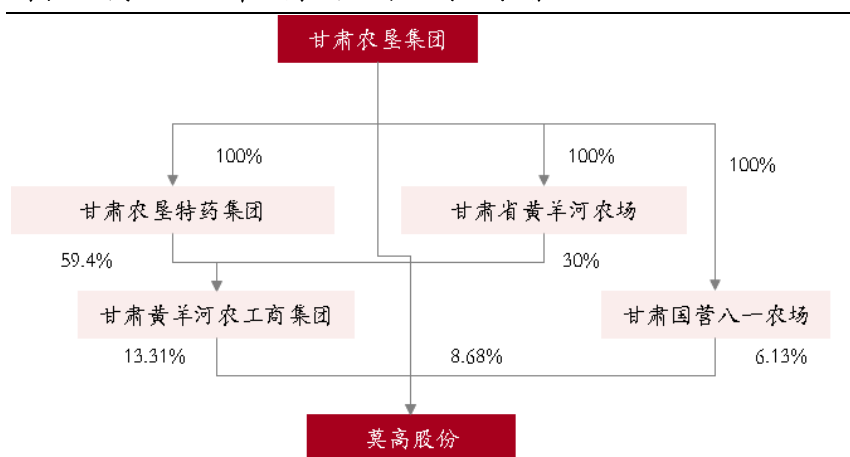 甘肃农垦集团
100%
100%
100%
甘肃农垦特药集团
甘肃省黄羊河农场
59.4%
30%
甘肃黄羊河农工商集团
甘肃国营八一农场
13.31%
8.68%
6.13%
莫高股份